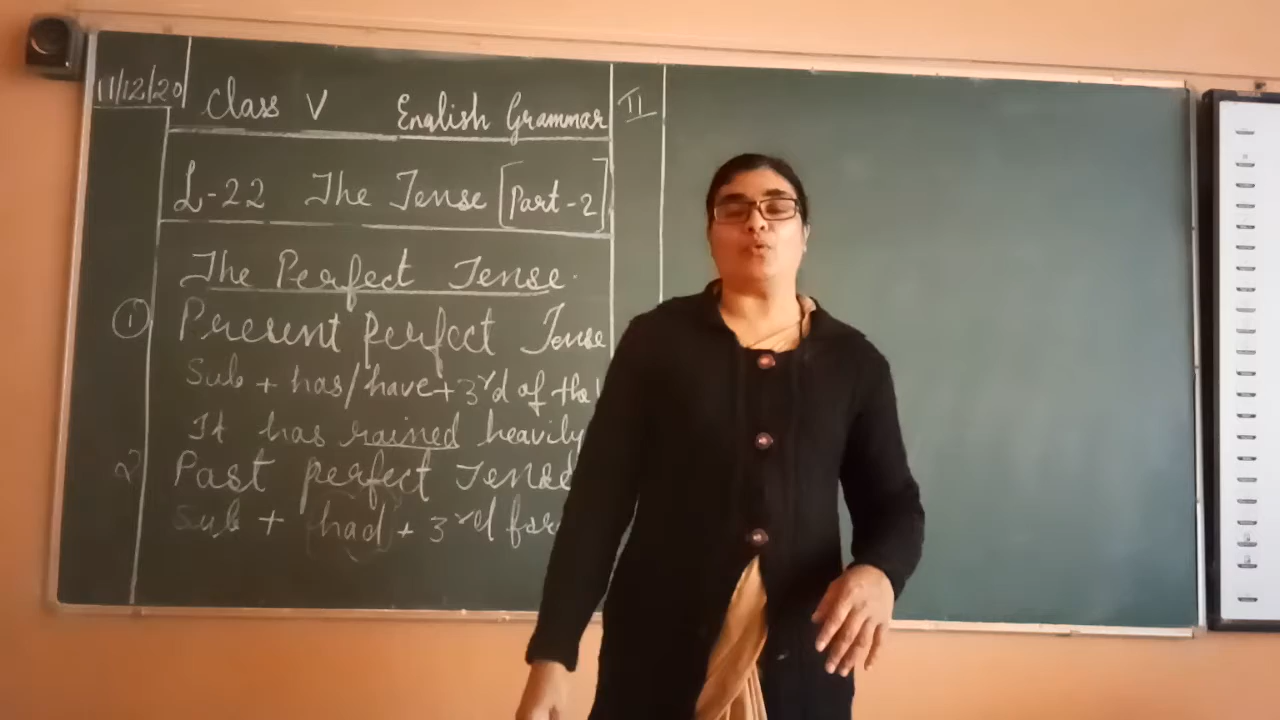 11/12/20 Class V English Grammar II
L-22 The Tense [Part-2]
The Perfect Tense.
① Present perfect Tense
Sub + has/have + 3rd of the
It has rained heavily
2 Past perfect Tense
Sub + had + 3rd